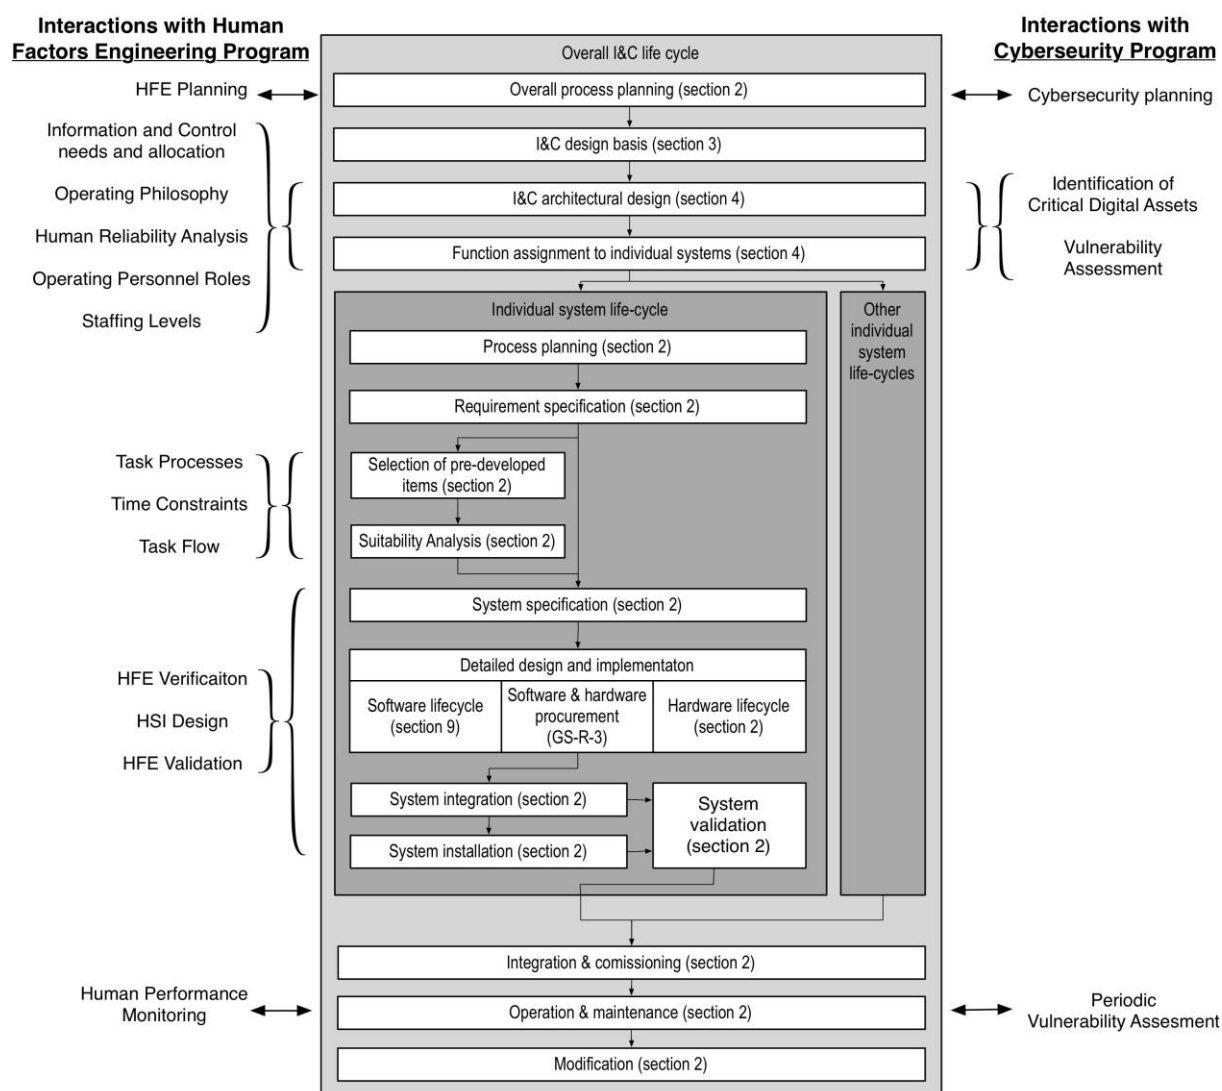 Interactions with Human
Factors Engineering Program
HFE Planning
Information and Control
needs and allocation
Operating Philosophy
Human Reliability Analysis
Operating Personnel Roles
Staffing Levels
Task Processes
Time Constraints
Task Flow
HFE Verificaiton
HSI Design
HFE Validation
Human Performance
Monitoring
Overall I&C life cycle
Overall process planning (section 2)
I&C design basis (section 3)
I&C architectural design (section 4)
Function assignment to individual systems (section 4)
Individual system life-cycle
Process planning (section 2)
Requirement specification (section 2)
Selection of pre-developed
items (section 2)
Suitability Analysis (section 2)
System specification (section 2)
Detailed design and implementaton
Software lifecycle
(section 9)
Software & hardware
procurement
(GS-R-3)
Hardware lifecycle
(section 2)
System integration (section 2)
System installation (section 2)
System
validation
(section 2)
Other
individual
system
life-cycles
Integration & comissioning (section 2)
Operation & maintenance (section 2)
Modification (section 2)
Interactions with
Cyberseurity Program
Cybersecurity planning
Identification of
Critical Digital Assets
Vulnerability
Assessment
Periodic
Vulnerability Assesment